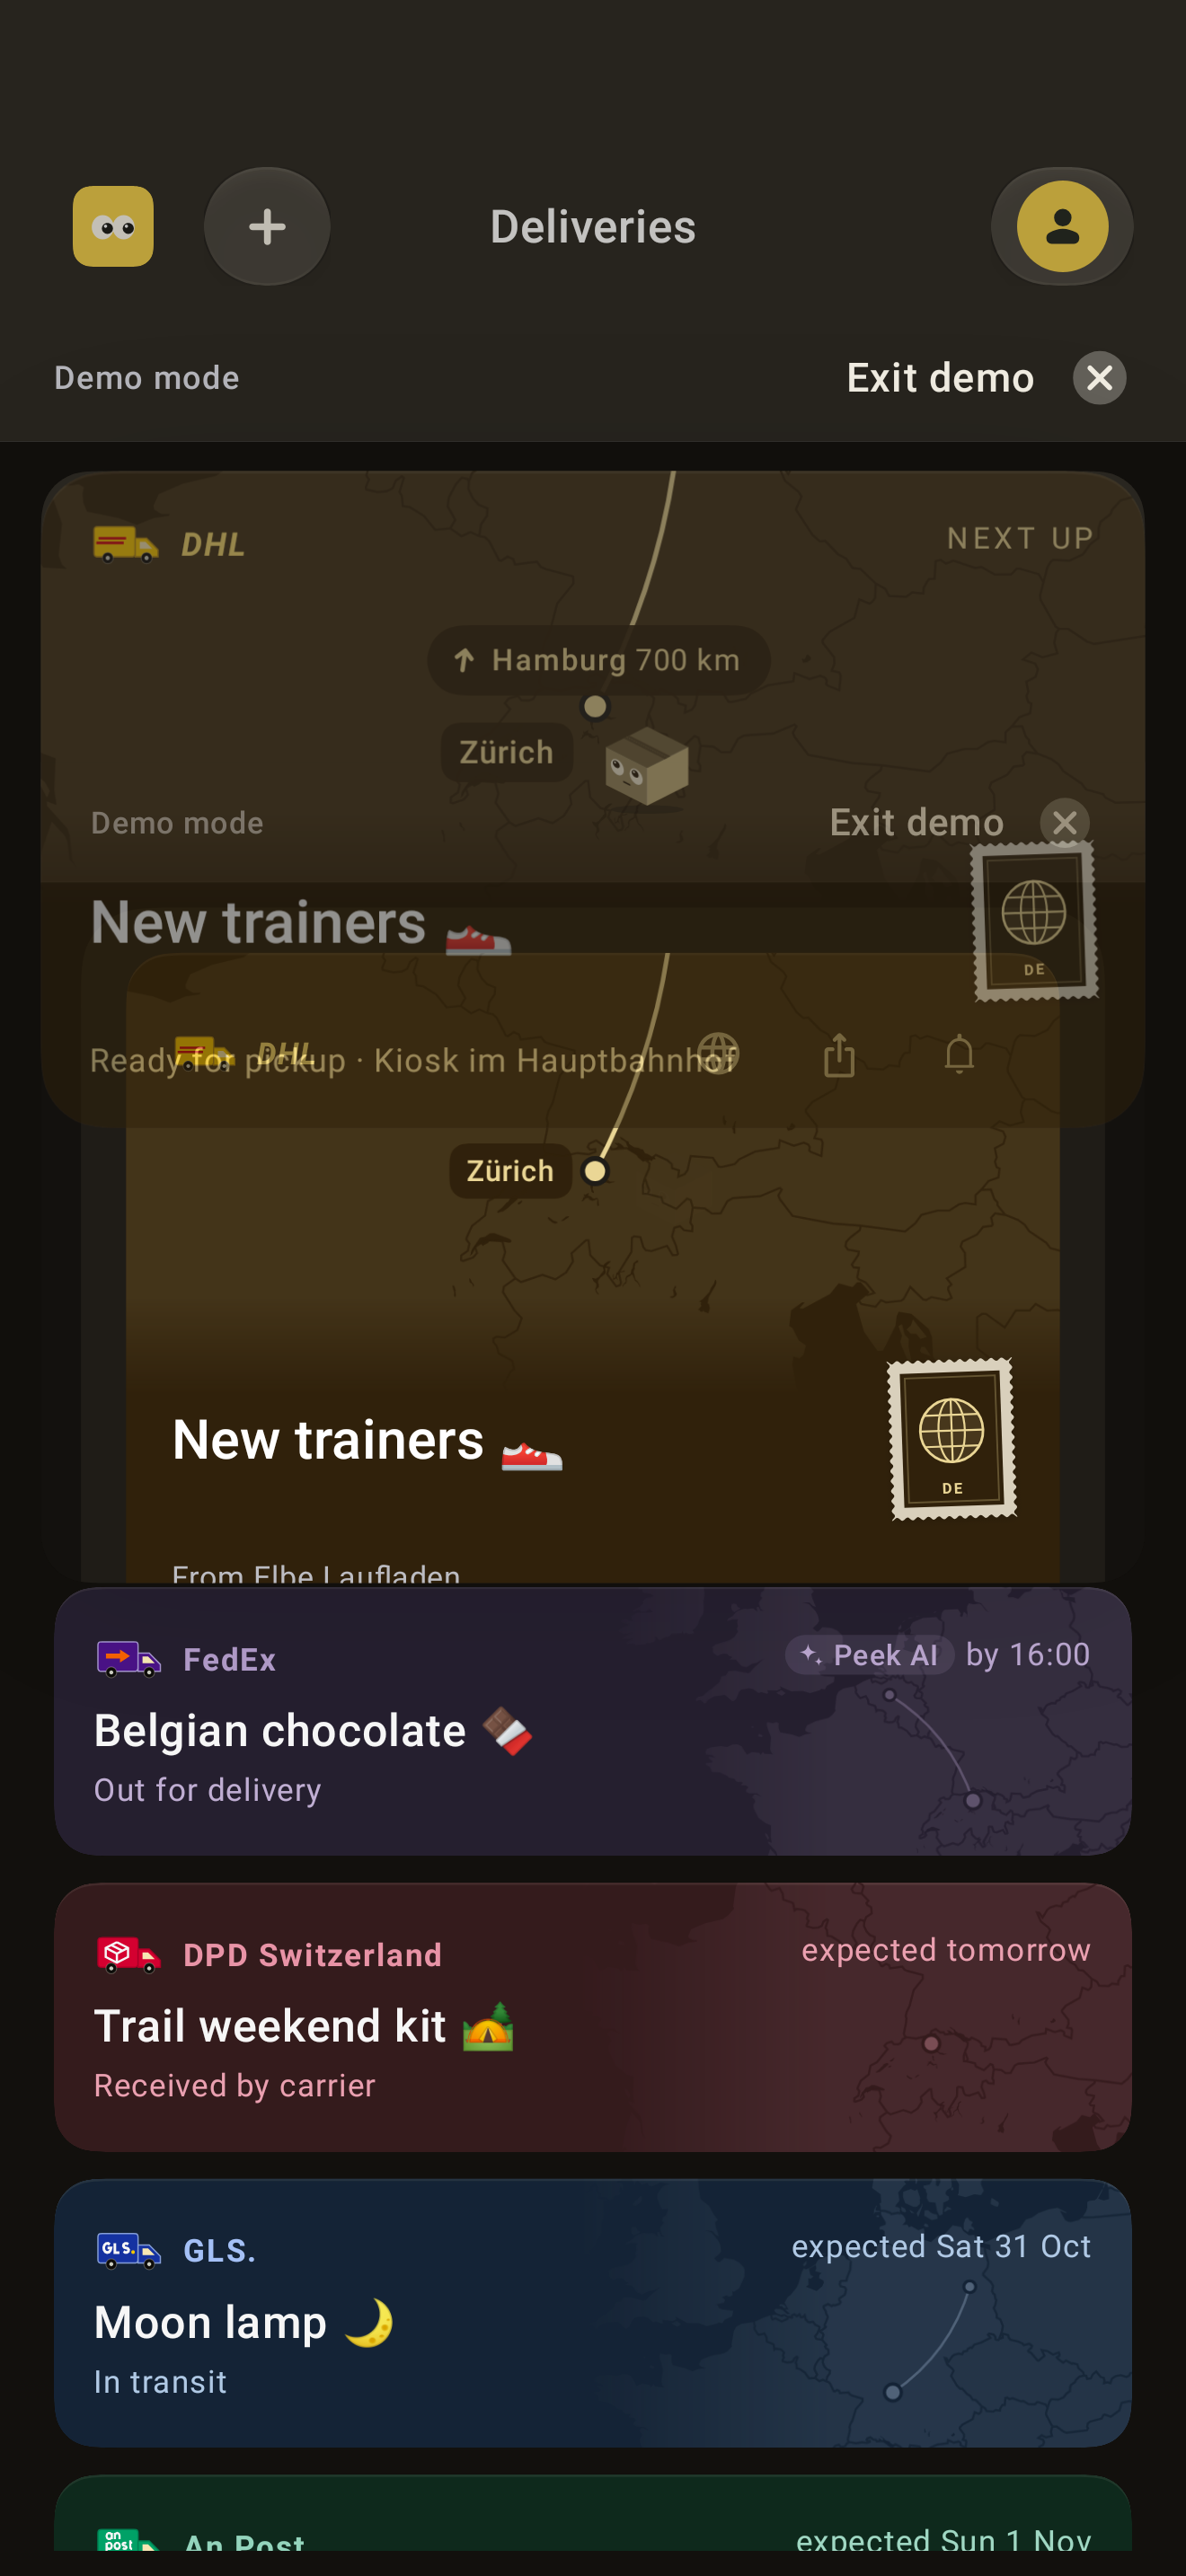 Deliveries
Demo mode
Exit demo
DHL
NEXT UP
Hamburg 700 km
Zürich
Demo mode
Exit demo
New trainers
DE
DHL
Ready for pickup · Kiosk im Hauptbahnhof
Zürich
New trainers
DE
From Elbe Laufladen
FedEx
Peek AI by 16:00
Belgian chocolate
Out for delivery
DPD Switzerland
expected tomorrow
Trail weekend kit
Received by carrier
GLS.
GLS.
expected Sat 31 Oct
Moon lamp
In transit
an post
An Post
expected Sun 1 Nov